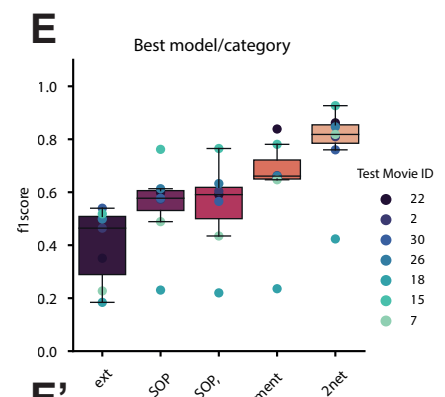 E
Best model/category
f1score
1.0
0.8
0.6
0.4
0.2
0.0
ext
SOP
SOP,
ment
2net
Test Movie ID
22
2
30
26
18
15
7
E'